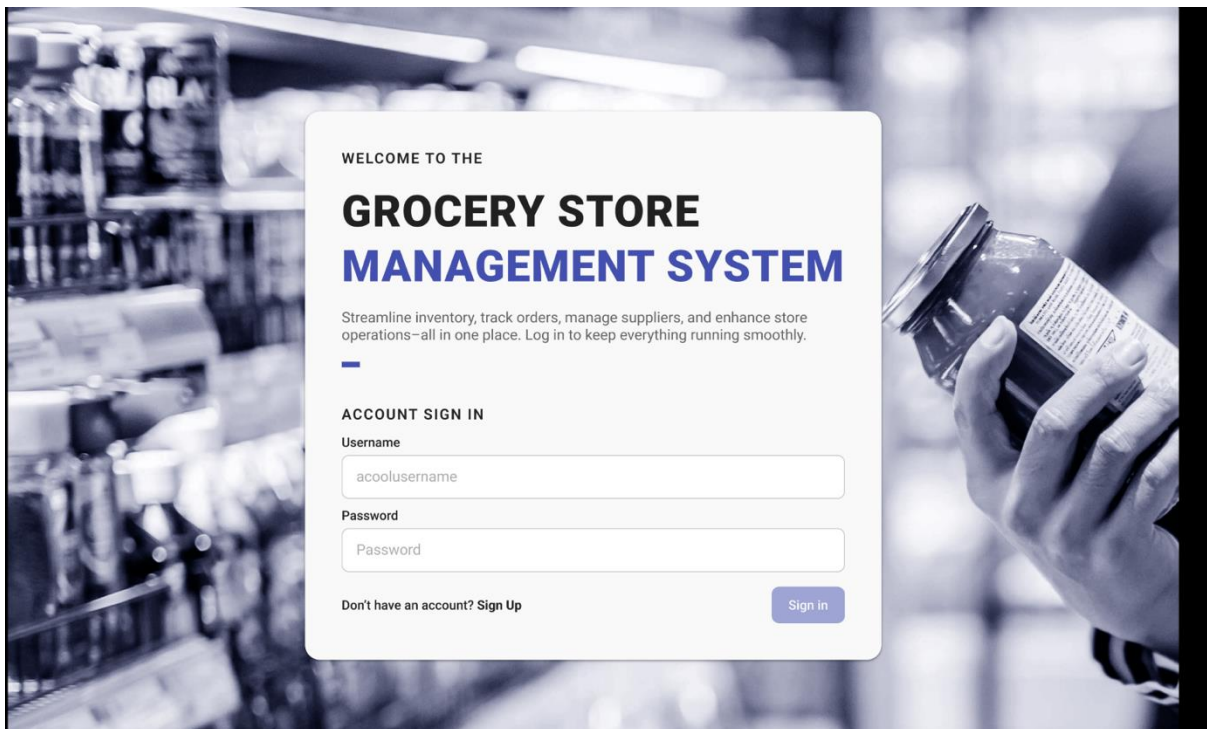 WELCOME TO THE
GROCERY STORE
MANAGEMENT SYSTEM
Streamline inventory, track orders, manage suppliers, and enhance store
operations–all in one place. Log in to keep everything running smoothly.
ACCOUNT SIGN IN
Username
acoolusername
Password
Password
Don't have an account? Sign Up
Sign in